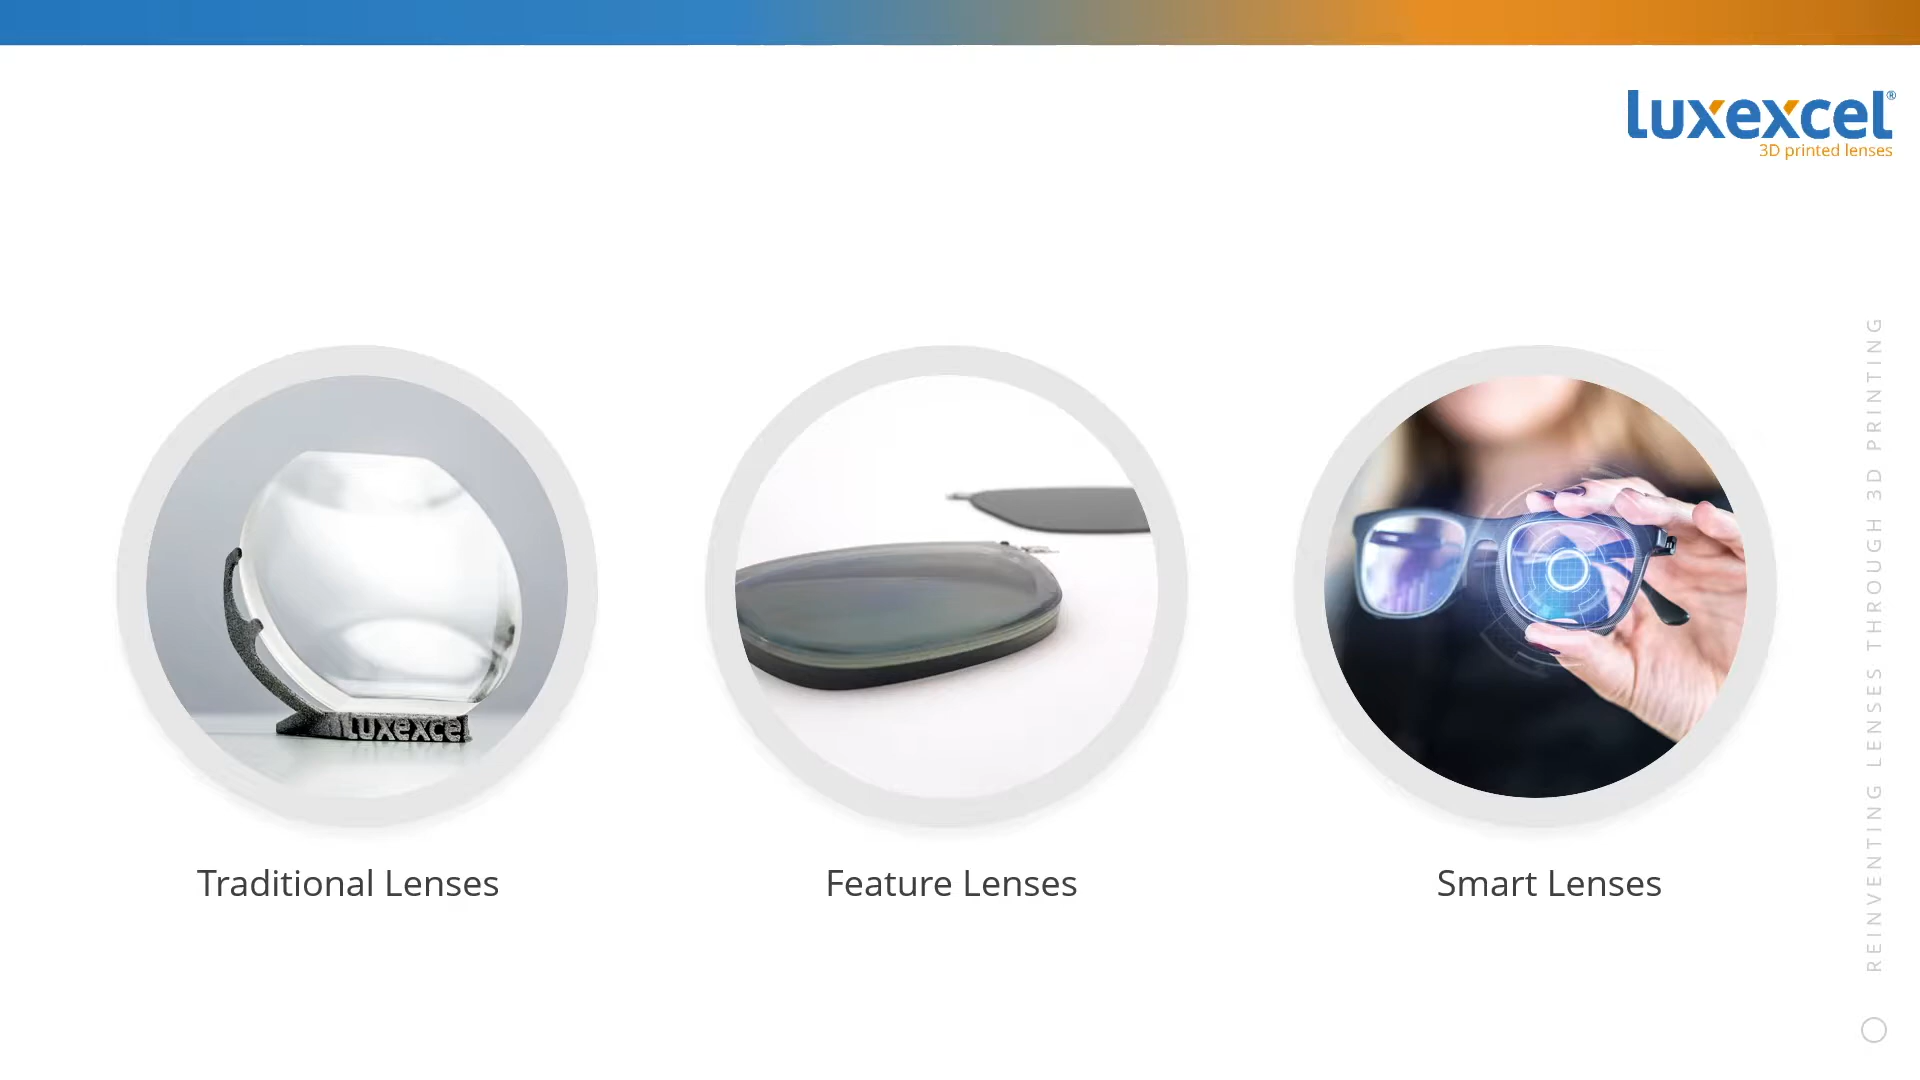 luxexcel®
3D printed lenses
luxexcel
Traditional Lenses
Feature Lenses
Smart Lenses
REINVENTING LENSES THROUGH 3D PRINTING